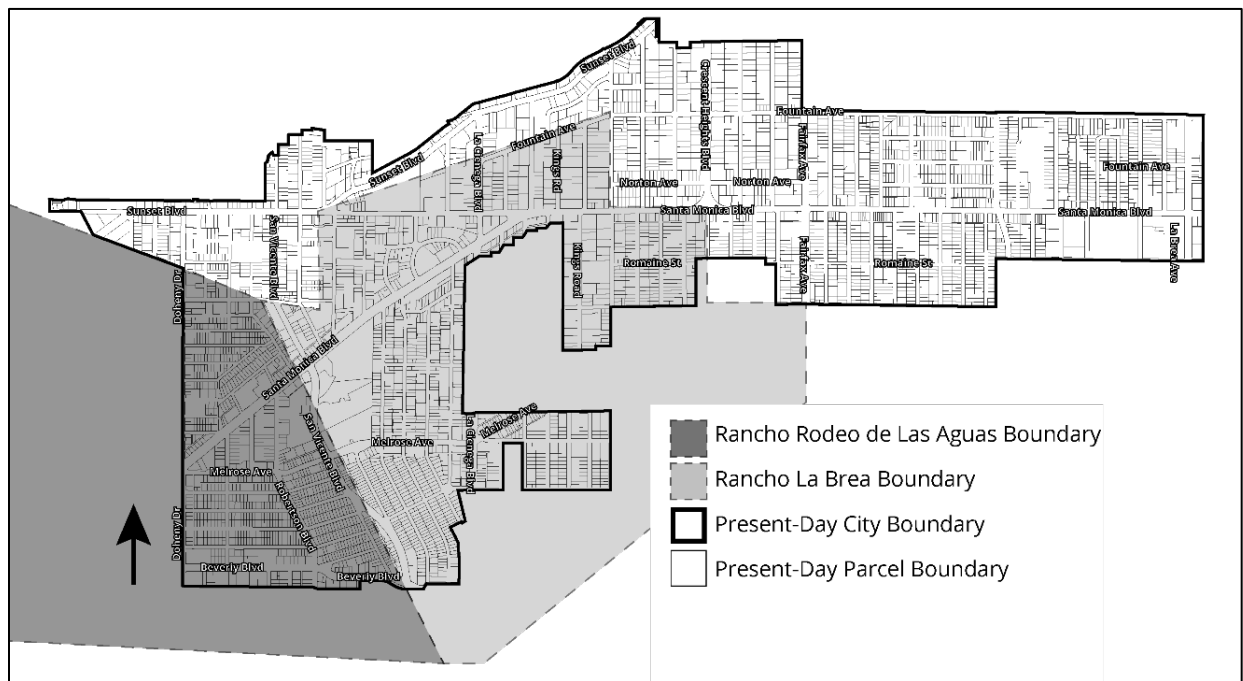 Sunset Blvd
Crescent Heights Blvd
Fountain Ave
La Cienega Blvd
Fountain Ave
Fairfax Ave
Fountain Ave
Sunset Blvd
Kings Rd
Norton Ave
Norton Ave
Sunset Blvd
San Vicente Blvd
Santa Monica Blvd
Santa Monica Blvd
La Brea Ave
Doheny Dr
Kings Road
Romaine St
Fairfax Ave
Romaine St
Santa Monica Blvd
San Vicente Blvd
Melrose Ave
La Cienega Blvd
Melrose Ave
Melrose Ave
Robertson Blvd
Doheny Dr
Beverly Blvd
Beverly Blvd
Rancho Rodeo de Las Aguas Boundary
Rancho La Brea Boundary
Present-Day City Boundary
Present-Day Parcel Boundary